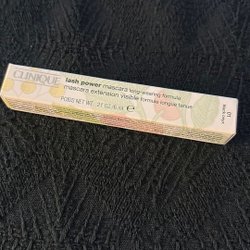 CLINIQUE
lash power mascara long-wearing formula
mascara extension visible formule longue tenue
POIDS NET WT. .21 OZ./6 mL e
01